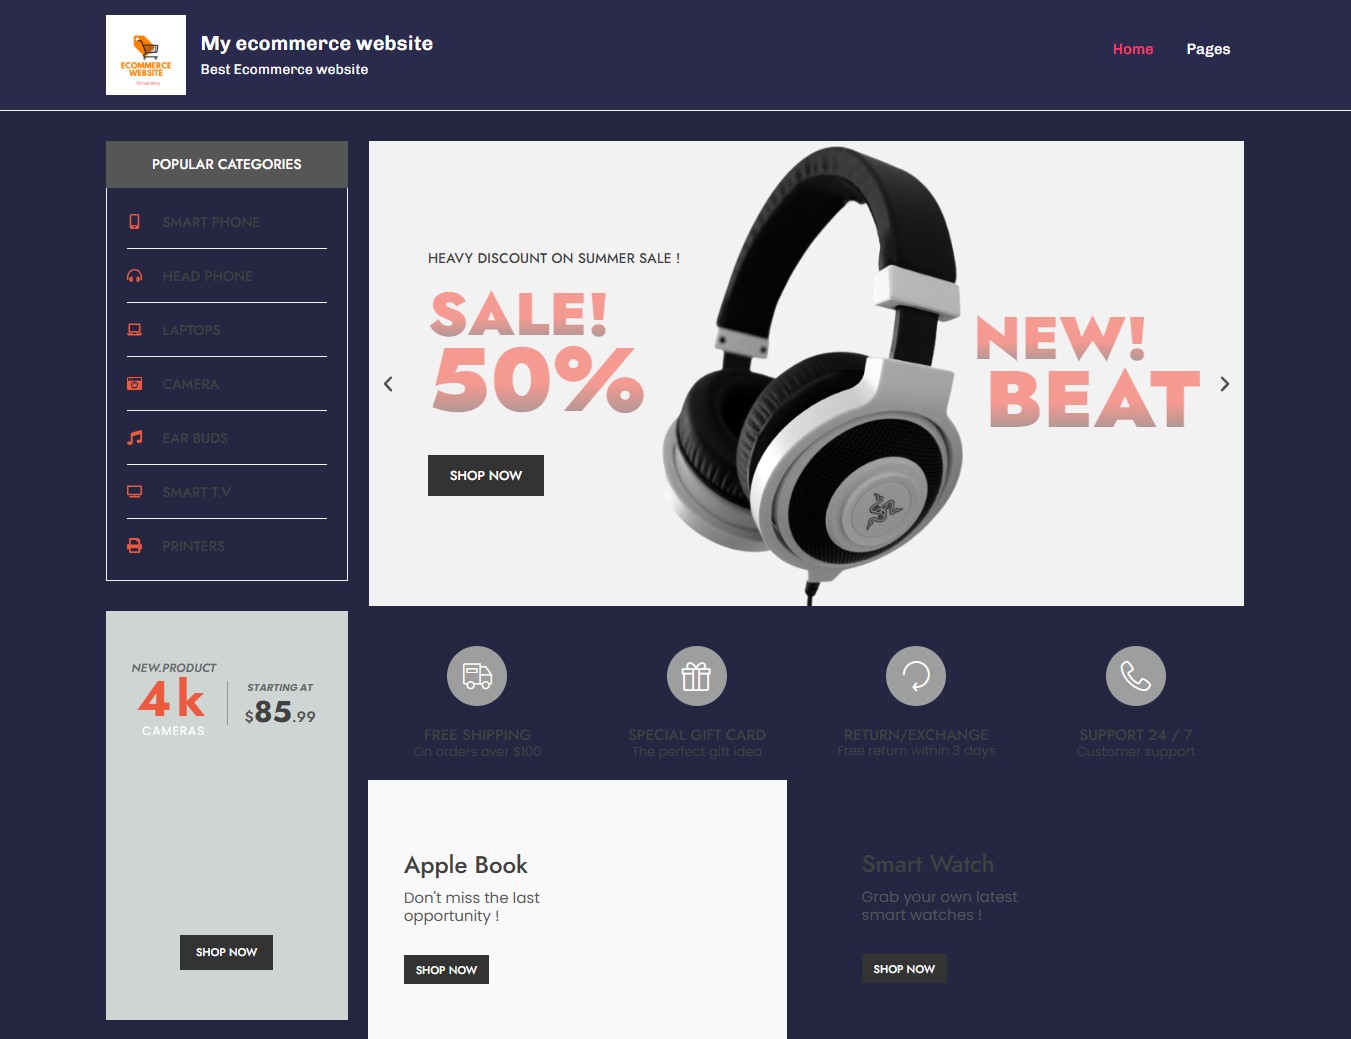 My ecommerce website
Best Ecommerce website
ECOMMERCE
WEBSITE
Home
Pages
POPULAR CATEGORIES
SMART PHONE
HEAD PHONE
LAPTOPS
CAMERA
EAR BUDS
SMART T.V
PRINTERS
HEAVY DISCOUNT ON SUMMER SALE !
SALE!
50%
SHOP NOW
NEW!
BEAT
NEW.PRODUCT
4k
CAMERAS
STARTING AT
$85.99
SHOP NOW
FREE SHIPPING
On orders over $100
SPECIAL GIFT CARD
The perfect gift idea
RETURN/EXCHANGE
Free return within 3 days
SUPPORT 24 / 7
Customer support
Apple Book
Don't miss the last
opportunity !
SHOP NOW
Smart Watch
Grab your own latest
smart watches !
SHOP NOW